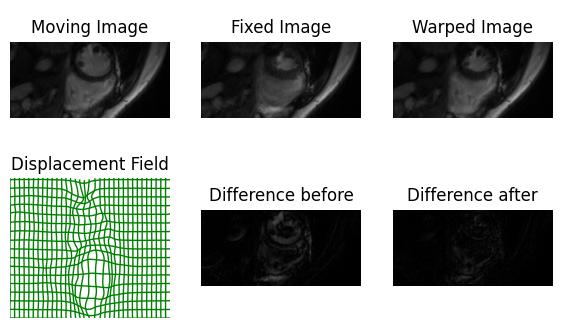 Moving Image
Fixed Image
Warped Image
Displacement Field
Difference before
Difference after